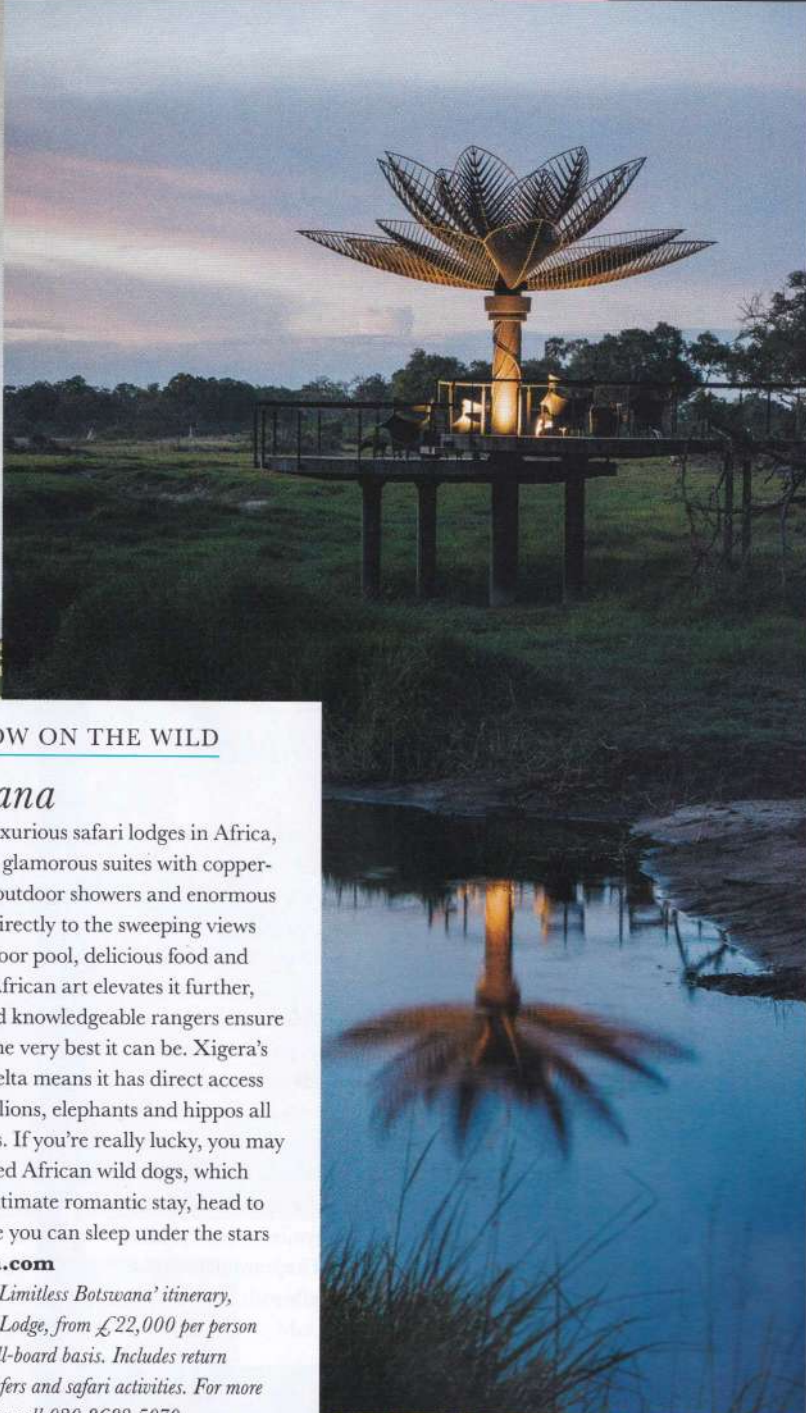 OW ON THE WILD
ana
xurious safari lodges in Africa,
glamorous suites with copper-
outdoor showers and enormous
irectly to the sweeping views
oor pool, delicious food and
frican art elevates it further,
d knowledgeable rangers ensure
ne very best it can be. Xigera's
elta means it has direct access
lions, elephants and hippos all
s. If you're really lucky, you may
ed African wild dogs, which
timate romantic stay, head to
e you can sleep under the stars
.com
Limitless Botswana' itinerary,
Lodge, from £22,000 per person
ll-board basis. Includes return
fers and safari activities. For more